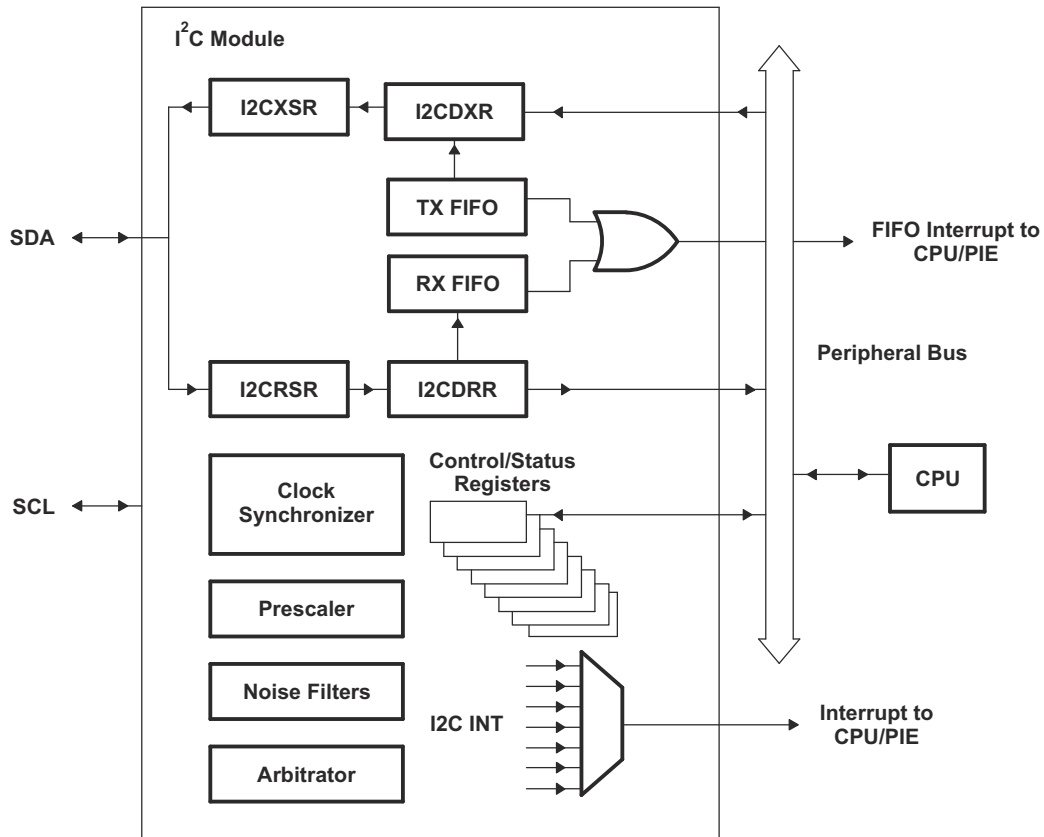 I²C Module
I2CXSR
I2CDXR
TX FIFO
SDA
FIFO Interrupt to
CPU/PIE
RX FIFO
Peripheral Bus
I2CRSR
I2CDRR
Control/Status
Registers
CPU
SCL
Clock
Synchronizer
Prescaler
Noise Filters
I2C INT
Interrupt to
CPU/PIE
Arbitrator